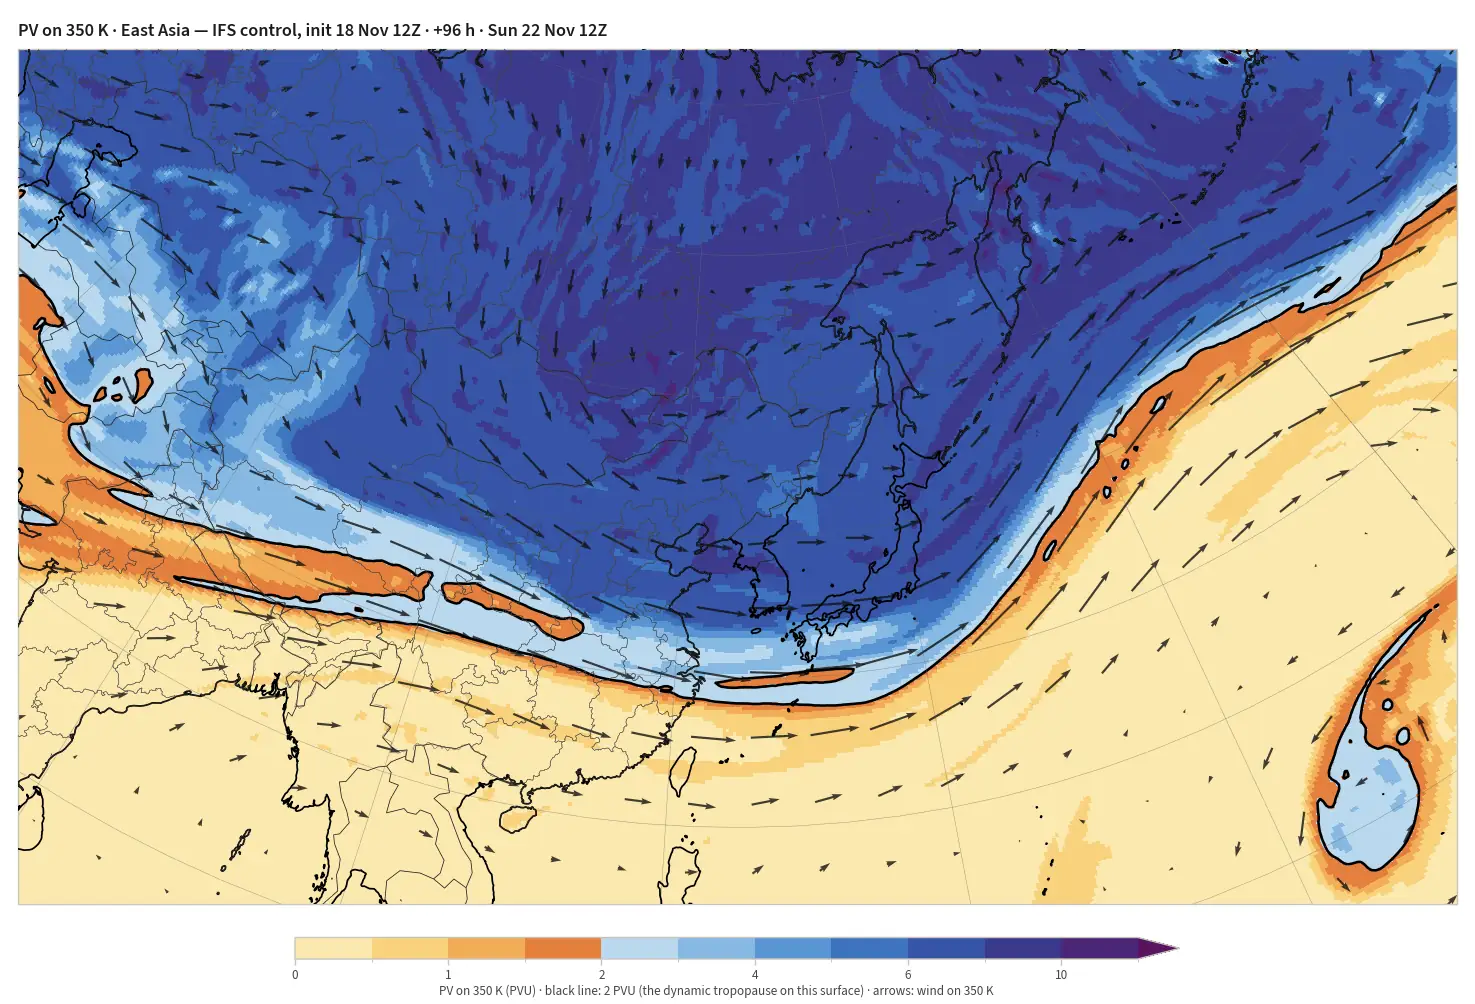 PV on 350 K · East Asia — IFS control, init 18 Nov 12Z · +96 h · Sun 22 Nov 12Z
0 1 2 4 6 10
PV on 350 K (PVU) · black line: 2 PVU (the dynamic tropopause on this surface) · arrows: wind on 350 K